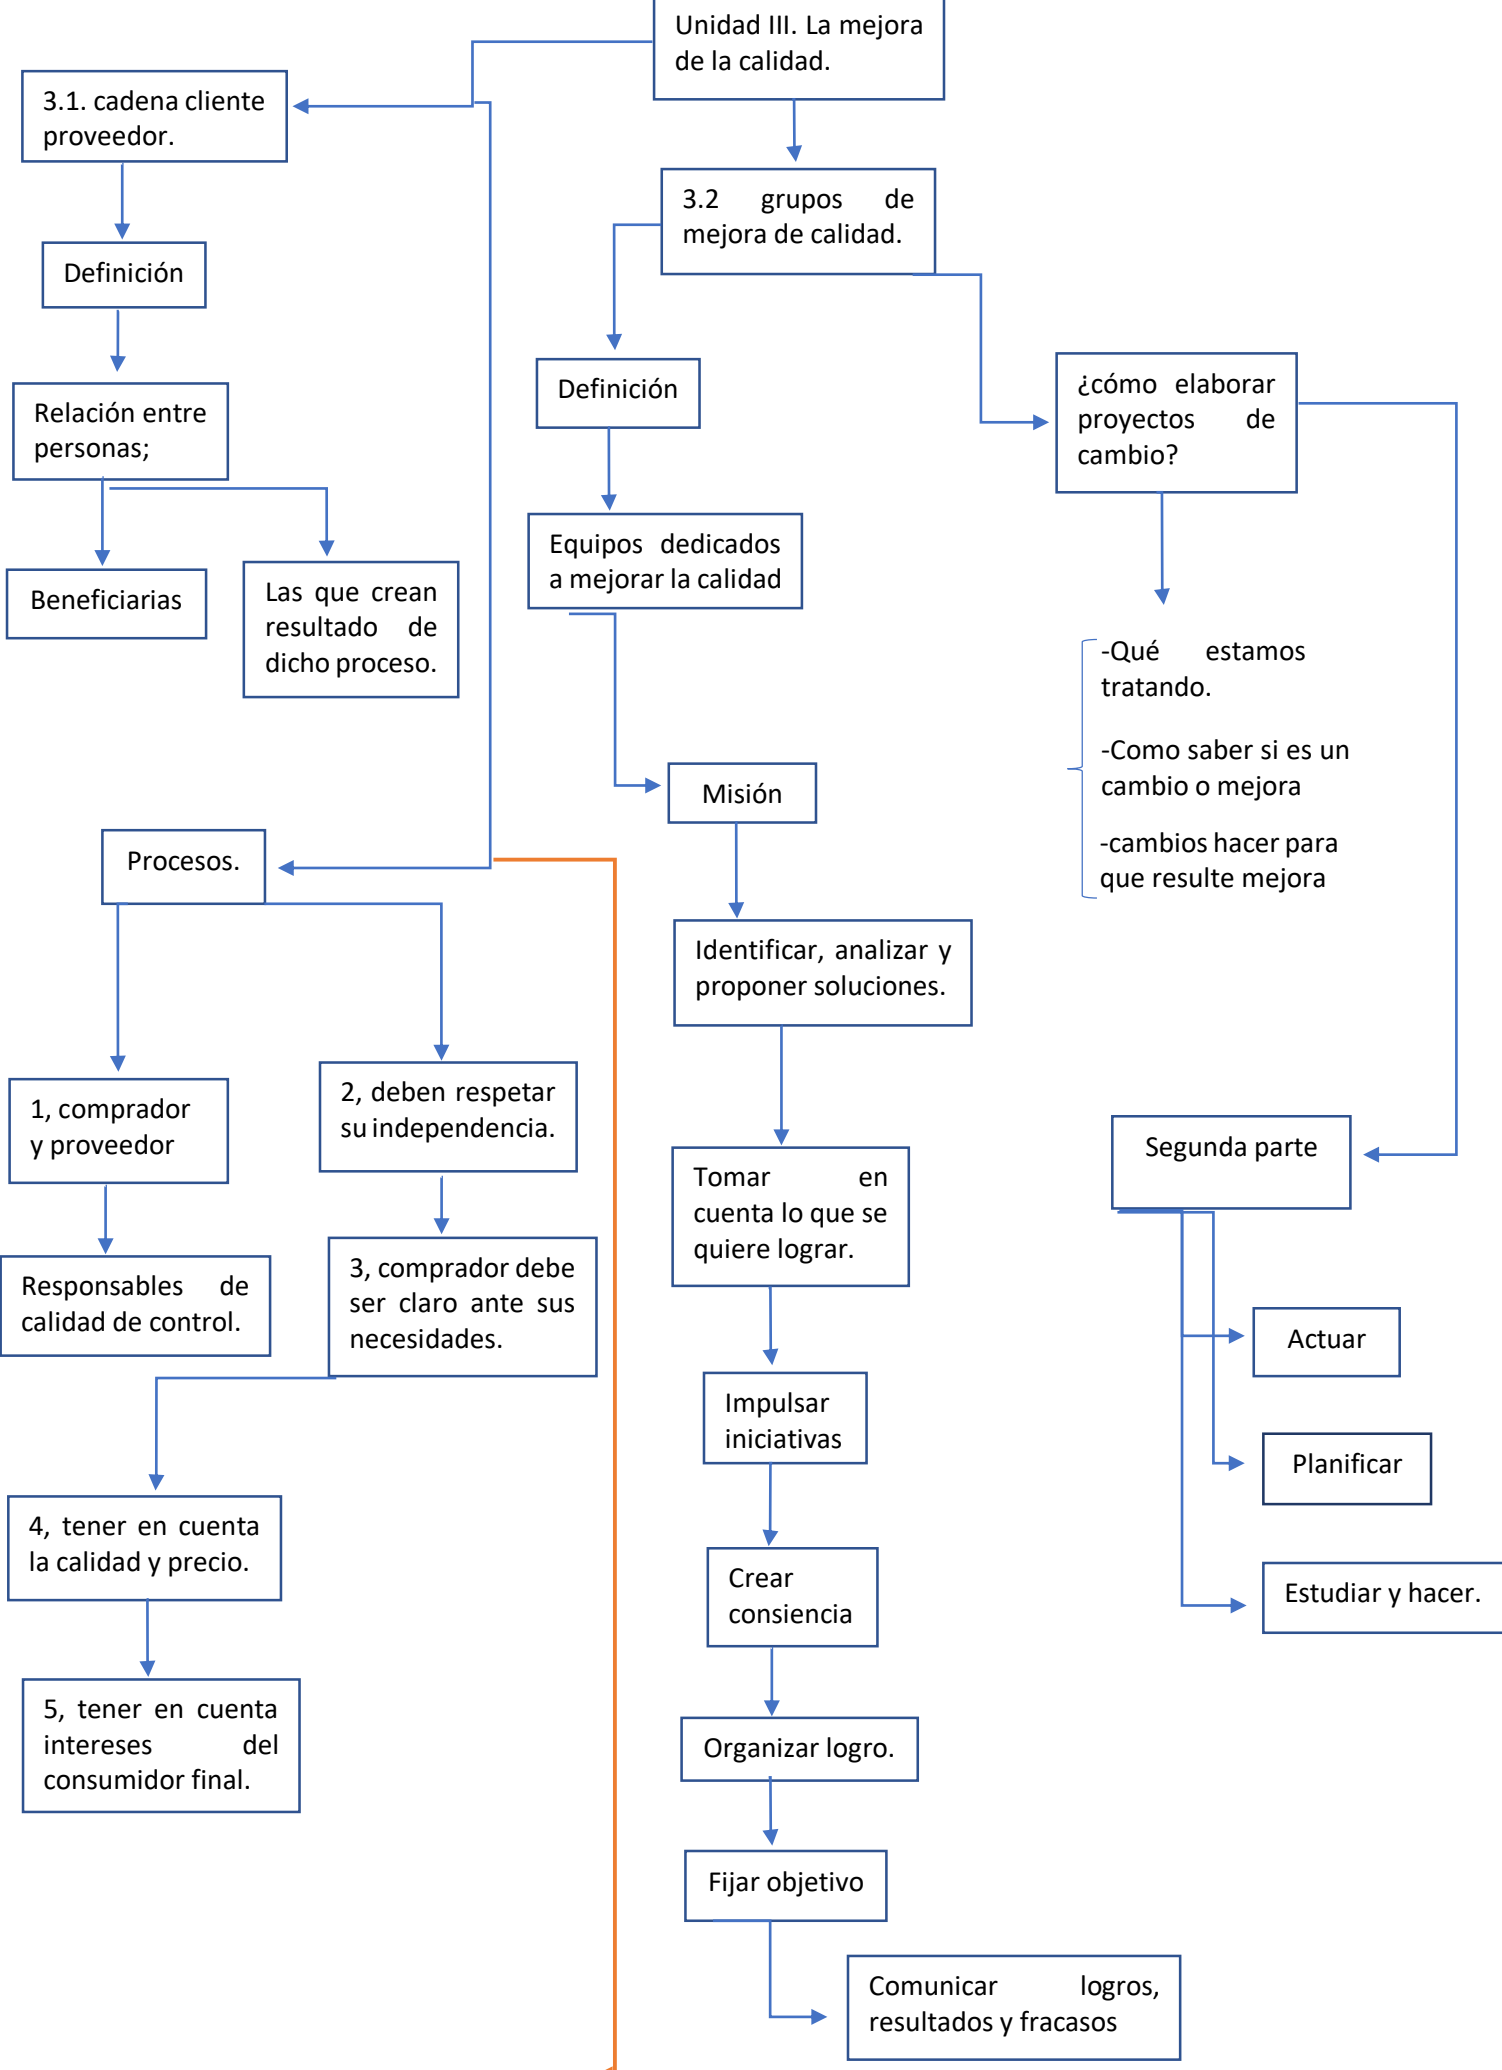 Unidad III. La mejora
de la calidad.
3.1. cadena cliente
proveedor.
Definición
Relación entre
personas;
Beneficiarias
Las que crean
resultado de
dicho proceso.
Procesos.
1, comprador
y proveedor
Responsables de
calidad de control.
2, deben respetar
su independencia.
3, comprador debe
ser claro ante sus
necesidades.
4, tener en cuenta
la calidad y precio.
5, tener en cuenta
intereses del
consumidor final.
3.2 grupos de
mejora de calidad.
Definición
Equipos dedicados
a mejorar la calidad
Misión
Identificar, analizar y
proponer soluciones.
Tomar en
cuenta lo que se
quiere lograr.
Impulsar
iniciativas
Crear
consiencia
Organizar logro.
Fijar objetivo
Comunicar logros,
resultados y fracasos
¿cómo elaborar
proyectos de
cambio?
-Qué estamos
tratando.
-Como saber si es un
cambio o mejora
-cambios hacer para
que resulte mejora
Segunda parte
Actuar
Planificar
Estudiar y hacer.